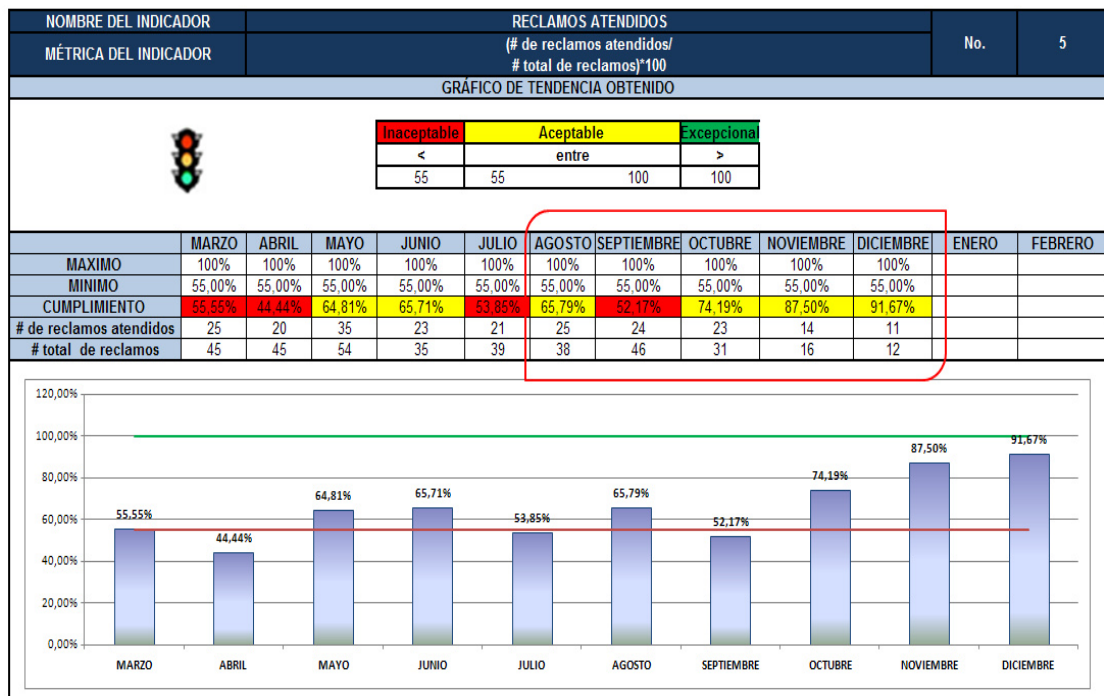 NOMBRE DEL INDICADOR RECLAMOS ATENDIDOS No. 5
MÉTRICA DEL INDICADOR (# de reclamos atendidos/
# total de reclamos)*100
GRÁFICO DE TENDENCIA OBTENIDO
Inaceptable Aceptable Excepcional
< entre >
55 55 100 100
MARZO ABRIL MAYO JUNIO JULIO AGOSTO SEPTIEMBRE OCTUBRE NOVIEMBRE DICIEMBRE ENERO FEBRERO
MAXIMO 100% 100% 100% 100% 100% 100% 100% 100% 100% 100%
MINIMO 55,00% 55,00% 55,00% 55,00% 55,00% 55,00% 55,00% 55,00% 55,00% 55,00%
CUMPLIMIENTO 55,55% 44,44% 64,81% 65,71% 53,85% 65,79% 52,17% 74,19% 87,50% 91,67%
# de reclamos atendidos 25 20 35 23 21 25 24 23 14 11
# total de reclamos 45 45 54 35 39 38 46 31 16 12
120,00%
100,00%
80,00%
60,00%
40,00%
20,00%
0,00%
55,55%
44,44%
64,81%
65,71%
53,85%
65,79%
52,17%
74,19%
87,50%
91,67%
MARZO ABRIL MAYO JUNIO JULIO AGOSTO SEPTIEMBRE OCTUBRE NOVIEMBRE DICIEMBRE